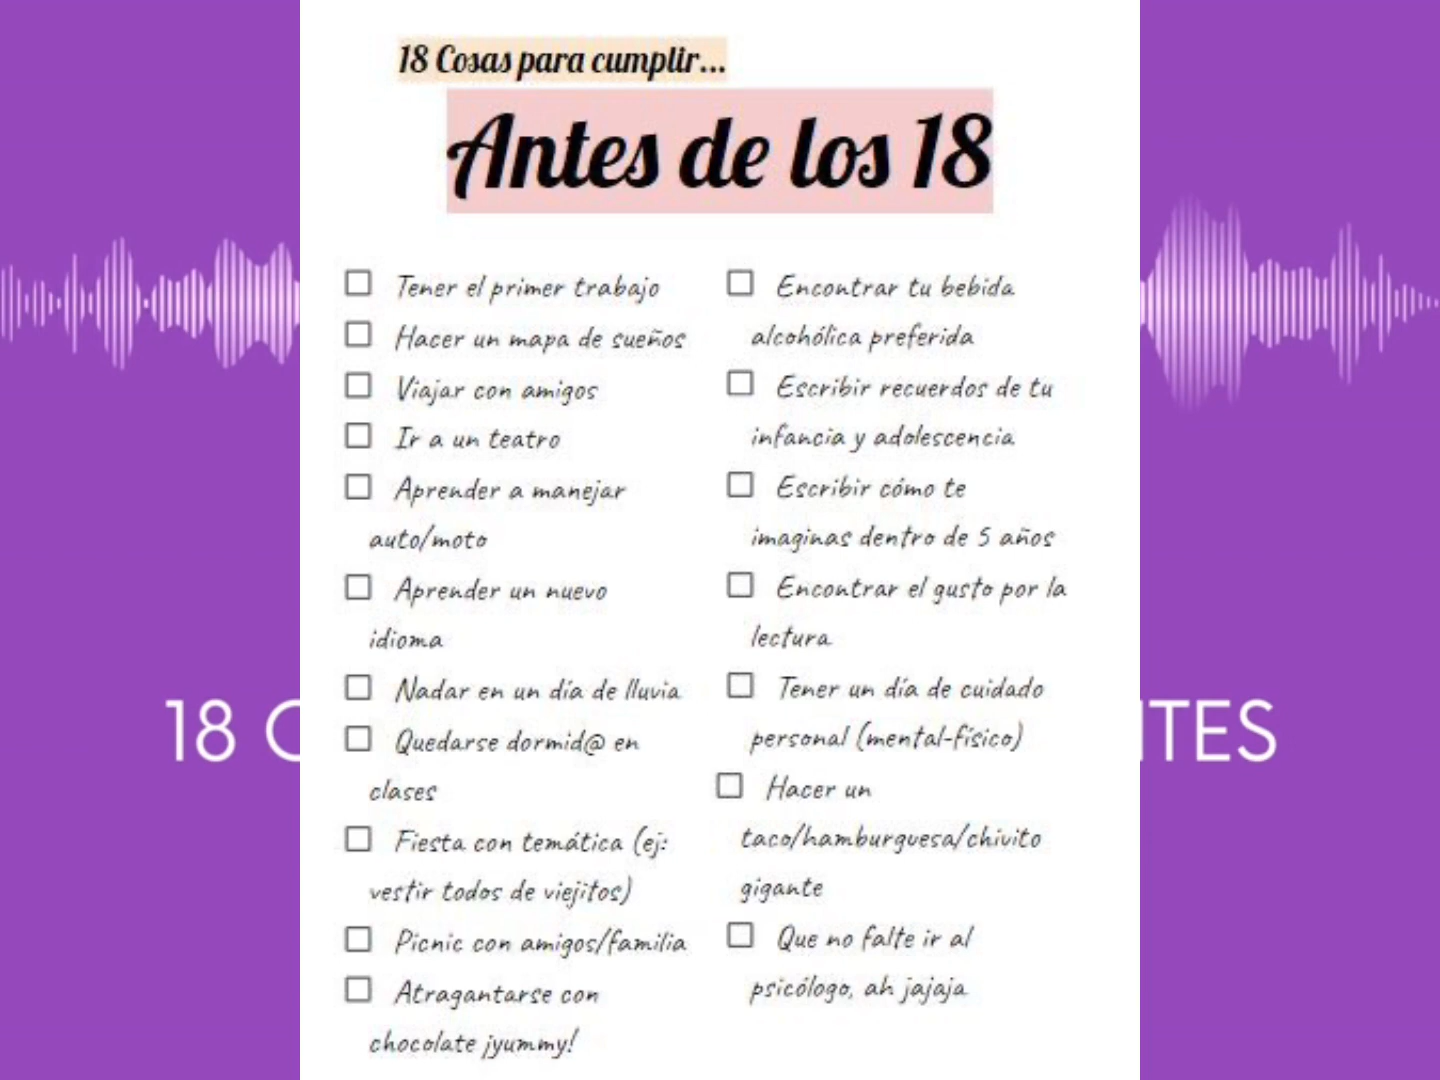 18 Cosas para cumplir...
Antes de los 18
Tener el primer trabajo
Hacer un mapa de sueños
Viajar con amigos
Ir a un teatro
Aprender a manejar
auto/moto
Aprender un nuevo
idioma
Nadar en un día de lluvia
Quedarse dormid@ en
clases
Fiesta con temática (ej:
vestir todos de viejitos)
Picnic con amigos/familia
Atragantarse con
chocolate ¡yummy!
Encontrar tu bebida
alcohólica preferida
Escribir recuerdos de tu
infancia y adolescencia
Escribir cómo te
imaginas dentro de 5 años
Encontrar el gusto por la
lectura
Tener un día de cuidado
personal (mental-físico)
Hacer un
taco/hamburguesa/chivito
gigante
Que no falte ir al
psicólogo, ah jajaja
18